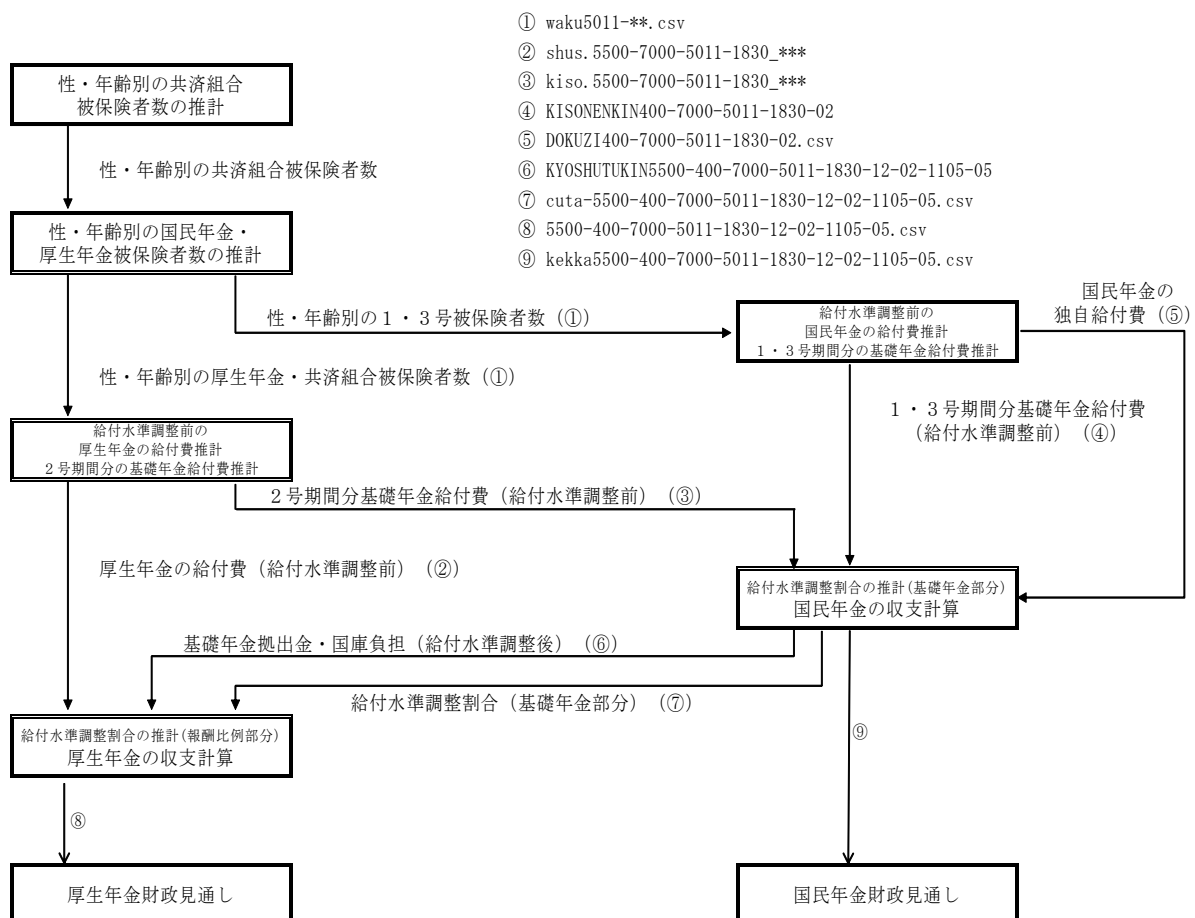 ① waku5011-**.csv
② shus.5500-7000-5011-1830_***
③ kiso.5500-7000-5011-1830_***
④ KISONENKIN400-7000-5011-1830-02
⑤ DOKUZI400-7000-5011-1830-02.csv
⑥ KYOSHUTUKIN5500-400-7000-5011-1830-12-02-1105-05
⑦ cuta-5500-400-7000-5011-1830-12-02-1105-05.csv
⑧ 5500-400-7000-5011-1830-12-02-1105-05.csv
⑨ kekka5500-400-7000-5011-1830-12-02-1105-05.csv
性・年齢別の共済組合
被保険者数の推計
性・年齢別の共済組合被保険者数
性・年齢別の国民年金・
厚生年金被保険者数の推計
性・年齢別の1・3号被保険者数(①)
給付水準調整前の
国民年金の給付費推計
1・3号期間分の基礎年金給付費推計
国民年金の
独自給付費(⑤)
性・年齢別の厚生年金・共済組合被保険者数(①)
1・3号期間分基礎年金給付費
(給付水準調整前)(④)
給付水準調整前の
厚生年金の給付費推計
2号期間分の基礎年金給付費推計
2号期間分基礎年金給付費(給付水準調整前)(③)
厚生年金の給付費(給付水準調整前)(②)
給付水準調整割合の推計(基礎年金部分)
国民年金の収支計算
基礎年金拠出金・国庫負担(給付水準調整後)(⑥)
給付水準調整割合(基礎年金部分)(⑦)
給付水準調整割合の推計(報酬比例部分)
厚生年金の収支計算
⑨
⑧
厚生年金財政見通し
国民年金財政見通し